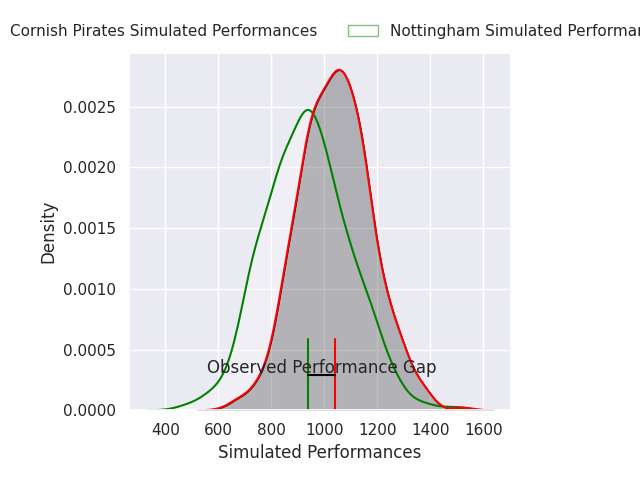 Cornish Pirates Simulated Performances
Nottingham Simulated
Density
0.0025
0.0020
0.0015
0.0010
0.0005
0.0000
Observed Performance Gap
400 600 800 1000 1200 1400 1600
Simulated Performances